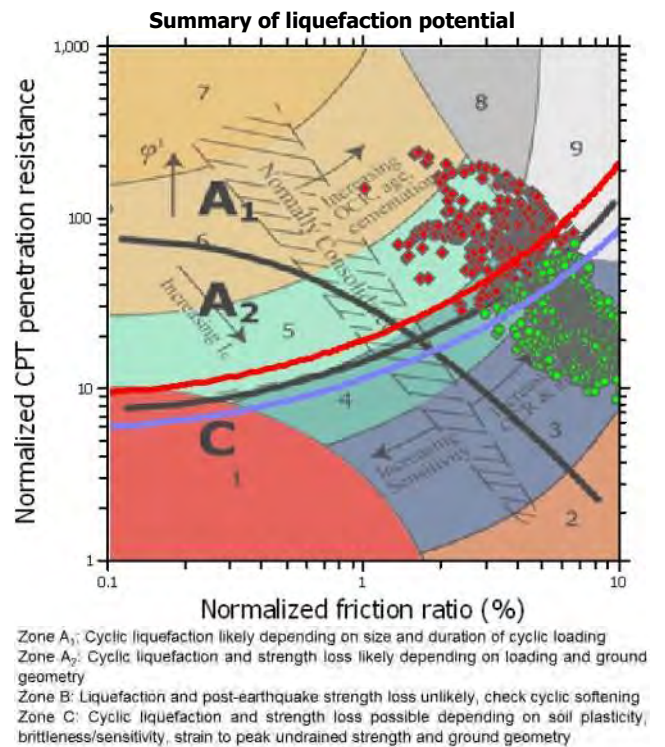 Summary of liquefaction potential
1,000
100
10
1
Normalized CPT penetration resistance
7
8
9
φ'
A₁
Increasing
OCR, age,
cementation
Normally Consolid
6
A₂
Increasing Ic
5
4
C
1
Increasing
Sensitivity
3
2
0.1
1
10
Normalized friction ratio (%)
Zone A₁: Cyclic liquefaction likely depending on size and duration of cyclic loading
Zone A₂: Cyclic liquefaction and strength loss likely depending on loading and ground
geometry
Zone B: Liquefaction and post-earthquake strength loss unlikely, check cyclic softening
Zone C: Cyclic liquefaction and strength loss possible depending on soil plasticity,
brittleness/sensitivity, strain to peak undrained strength and ground geometry